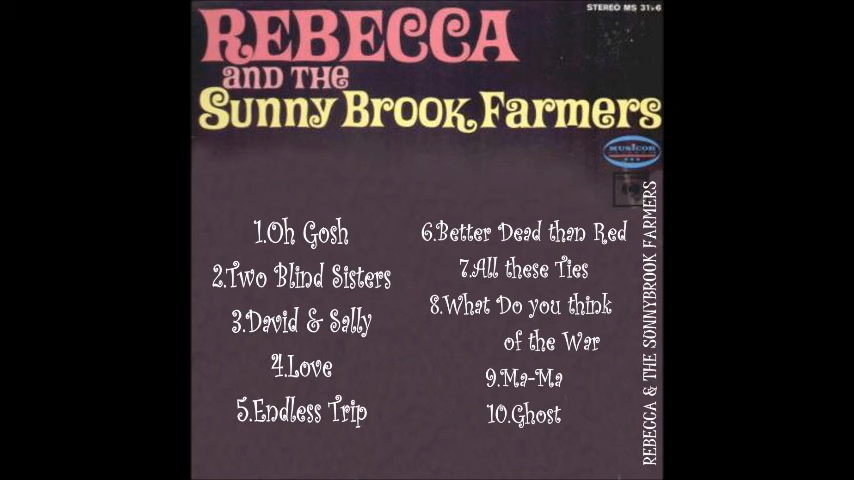 STEREO MS
REBECCA
and THE
Sunny Brook Farmers
MUSICOR
1.Oh Gosh
2.Two Blind Sisters
3.David & Sally
4.Love
5.Endless Trip
6.Better Dead than Red
7.All these Ties
8.What Do you think
of the War
9.Ma-Ma
10.Ghost
REBECCA & THE SONNYBROOK FARMERS